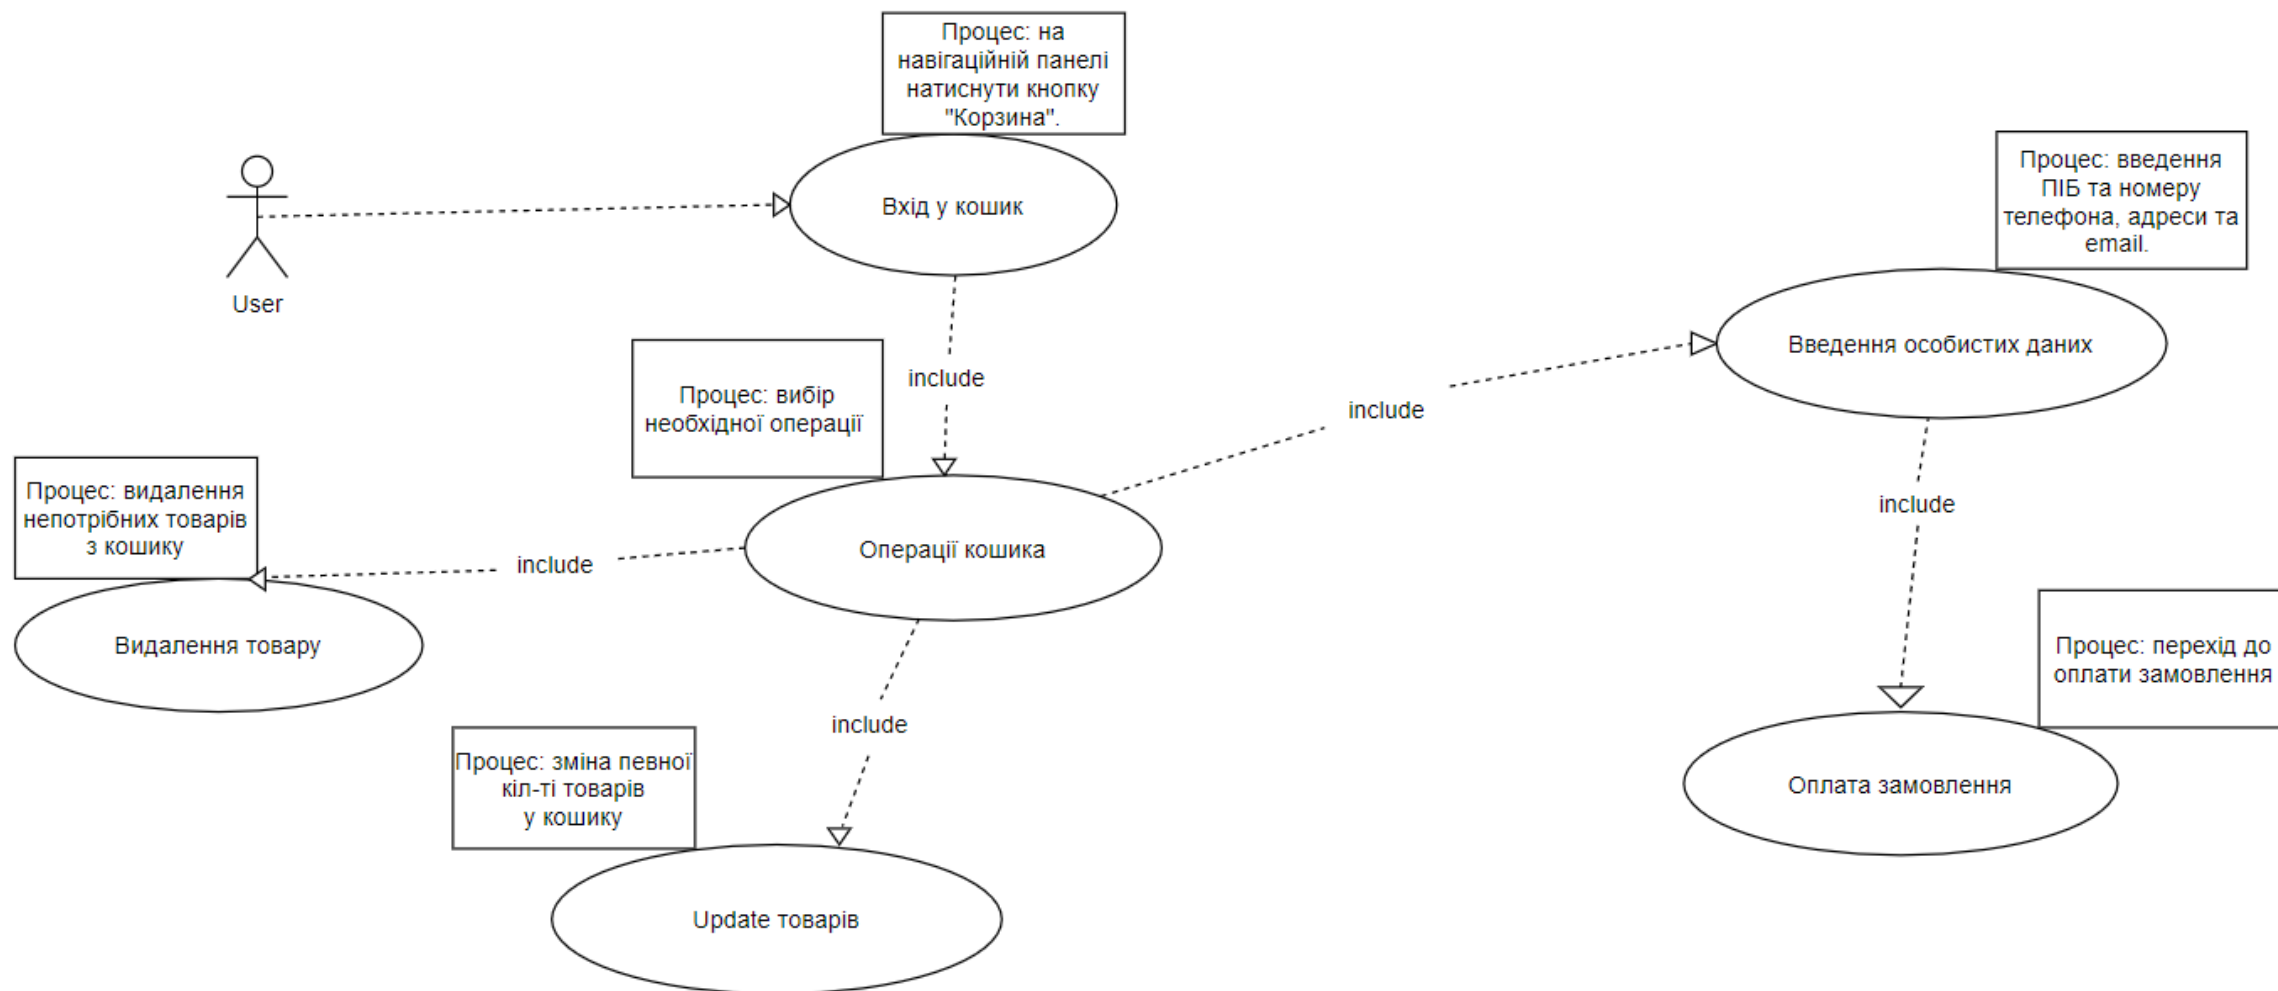 Процес: на
навігаційній панелі
натиснути кнопку
"Корзина".
Вхід у кошик
User
Процес: введення
ПІБ та номеру
телефона, адреси та
email.
Введення особистих даних
include
Процес: вибір
необхідної операції
include
Операції кошика
Процес: видалення
непотрібних товарів
з кошику
include
Видалення товару
include
Процес: перехід до
оплати замовлення
Оплата замовлення
include
Процес: зміна певної
кіл-ті товарів
у кошику
Update товарів